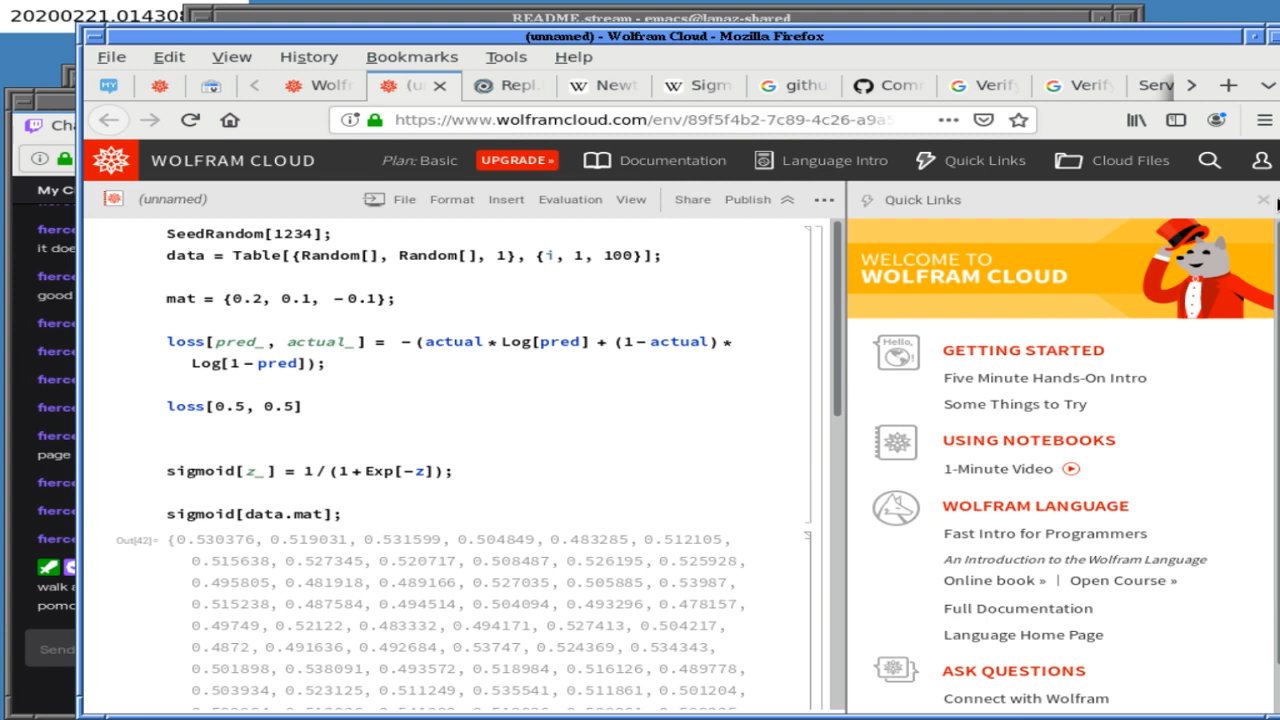 20200221.01430
README.stream - emacs@lanaz-shared
(unnamed) - Wolfram Cloud - Mozilla Firefox
File Edit View History Bookmarks Tools Help
Wolfr (ur Repl. Newt Sigm githu Comr Verify Verify Serv
https://www.wolframcloud.com/env/89f5f4b2-7c89-4c26-a9a5
WOLFRAM CLOUD Plan: Basic UPGRADE » Documentation Language Intro Quick Links Cloud Files
(unnamed) File Format Insert Evaluation View Share Publish
Quick Links
Cha
My C
fierce
it doe
fierce
good
fierce
fierce
fierce
fierce
fierce
page
fierce
fierce
fierce
walk a
pomo
Send
SeedRandom[1234];
data = Table[{Random[], Random[], 1}, {i, 1, 100}];
mat = {0.2, 0.1, -0.1};
loss[pred_, actual_] = -(actual*Log[pred] + (1-actual)*
Log[1-pred]);
loss[0.5, 0.5]
sigmoid[z_] = 1/(1+Exp[-z]);
sigmoid[data.mat];
Out[42]= {0.530376, 0.519031, 0.531599, 0.504849, 0.483285, 0.512105,
0.515638, 0.527345, 0.520717, 0.508487, 0.526195, 0.525928,
0.495805, 0.481918, 0.489166, 0.527035, 0.505885, 0.53987,
0.515238, 0.487584, 0.494514, 0.504094, 0.493296, 0.478157,
0.49749, 0.52122, 0.483332, 0.494171, 0.527413, 0.504217,
0.4872, 0.491636, 0.492684, 0.53747, 0.524369, 0.534343,
0.501898, 0.538091, 0.493572, 0.518984, 0.516126, 0.489778,
0.503934, 0.523125, 0.511249, 0.535541, 0.511861, 0.501204,
WELCOME TO
WOLFRAM CLOUD
Hello,
GETTING STARTED
Five Minute Hands-On Intro
Some Things to Try
USING NOTEBOOKS
1-Minute Video
WOLFRAM LANGUAGE
Fast Intro for Programmers
An Introduction to the Wolfram Language
Online book » | Open Course »
Full Documentation
Language Home Page
ASK QUESTIONS
Connect with Wolfram